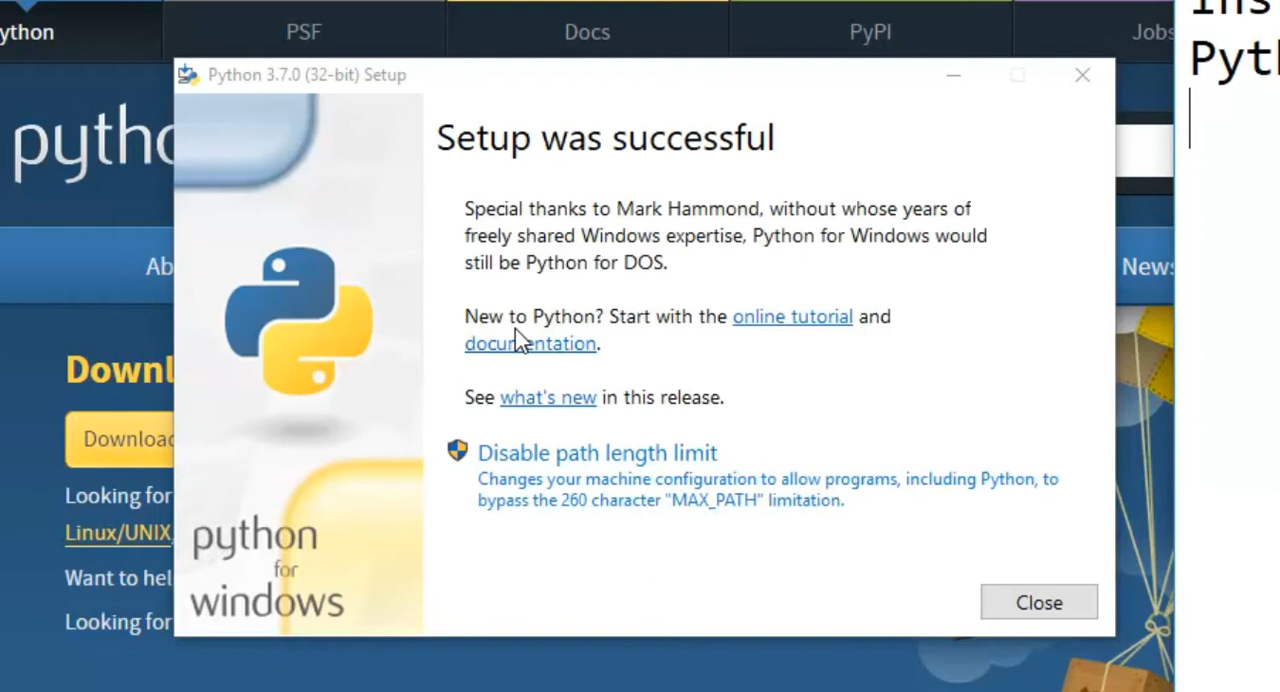 ython
PSF
Docs
PyPI
Jobs
Ins
Pyt
Python 3.7.0 (32-bit) Setup
pytho
Setup was successful
Special thanks to Mark Hammond, without whose years of
freely shared Windows expertise, Python for Windows would
still be Python for DOS.
Ab
News
New to Python? Start with the online tutorial and
documentation.
See what's new in this release.
Downl
Download
Disable path length limit
Changes your machine configuration to allow programs, including Python, to
bypass the 260 character "MAX_PATH" limitation.
Looking for
Linux/UNIX,
Want to hel
Looking for
python
for
windows
Close